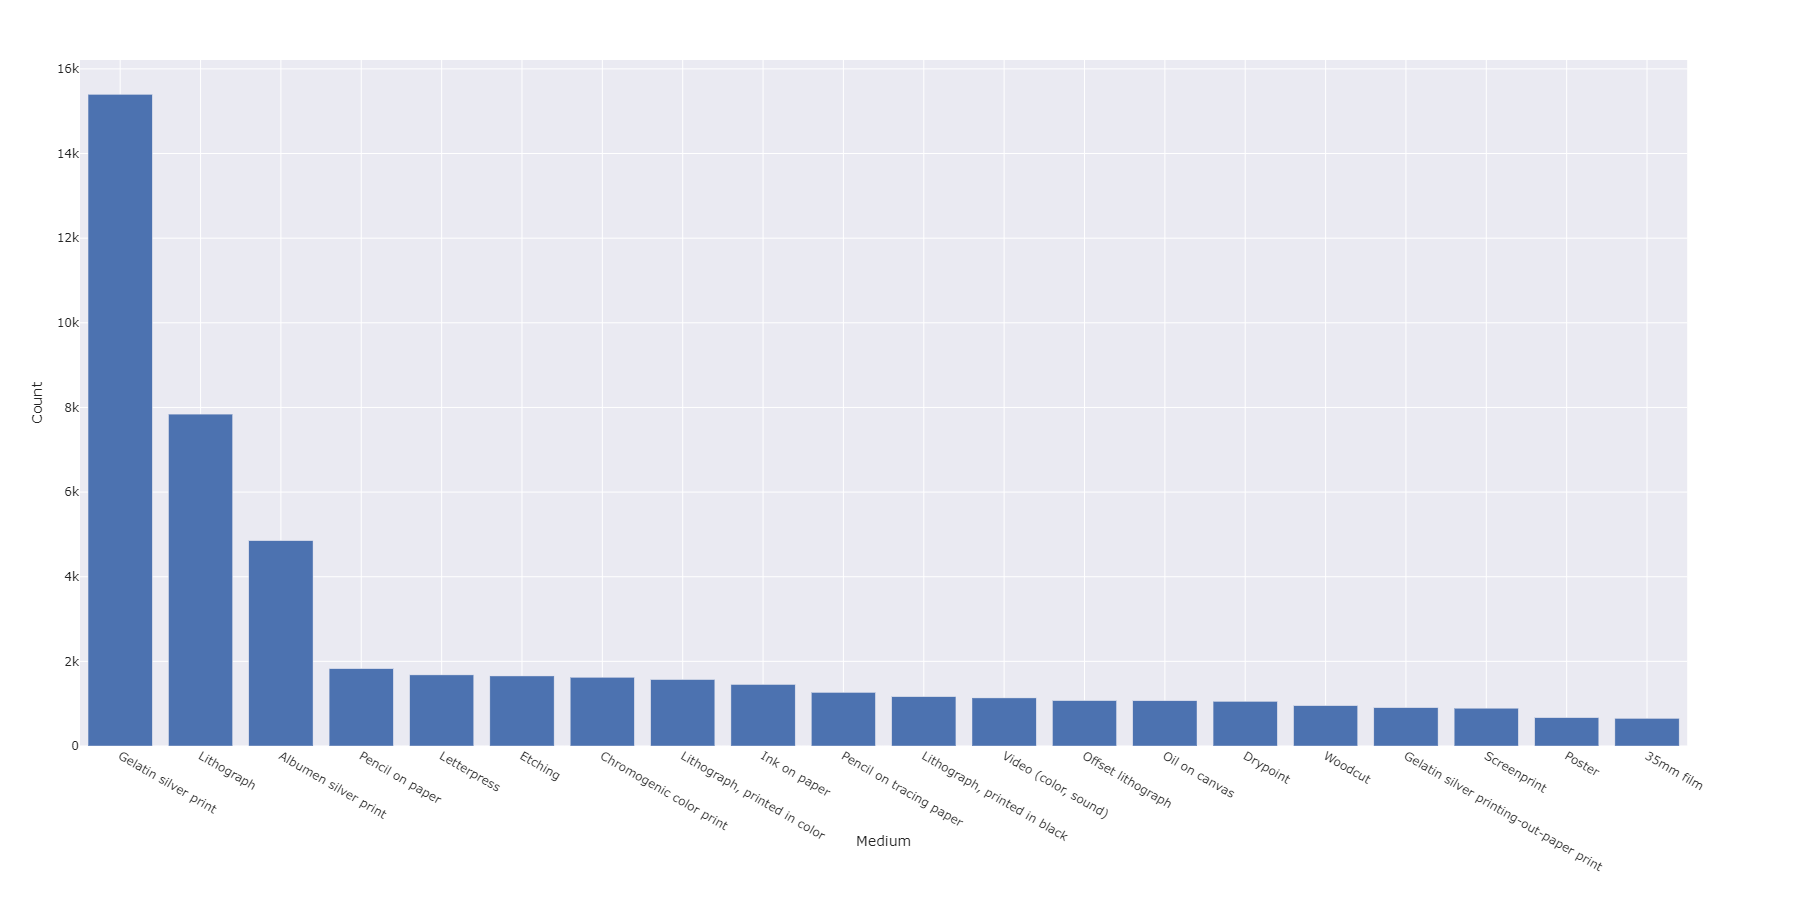 16k
14k
12k
10k
8k
6k
4k
2k
0
Count
Gelatin silver print
Lithograph
Albumen silver print
Pencil on paper
Letterpress
Etching
Chromogenic color print
Lithograph, printed in color
Ink on paper
Pencil on tracing paper
Lithograph, printed in black
Video (color, sound)
Offset lithograph
Oil on canvas
Drypoint
Woodcut
Gelatin silver printing-out-paper print
Screenprint
Poster
35mm film
Medium